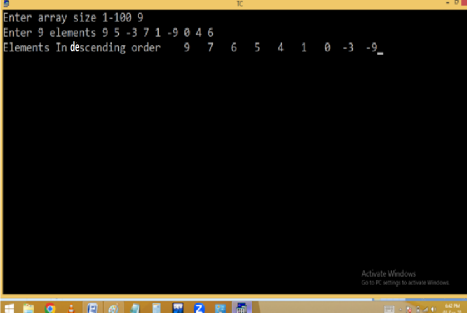 TC
Enter array size 1-100 9
Enter 9 elements 9 5 -3 7 1 -9 0 4 6
Elements In descending order 9 7 6 5 4 1 0 -3 -9_
Activate Windows
Go to PC settings to activate Windows.